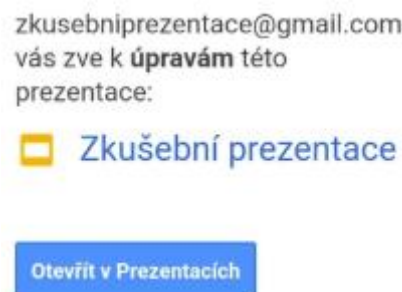 zkusebniprezentace@gmail.com
vás zve k úpravám této
prezentace:
Zkušební prezentace
Otevřít v Prezentacích